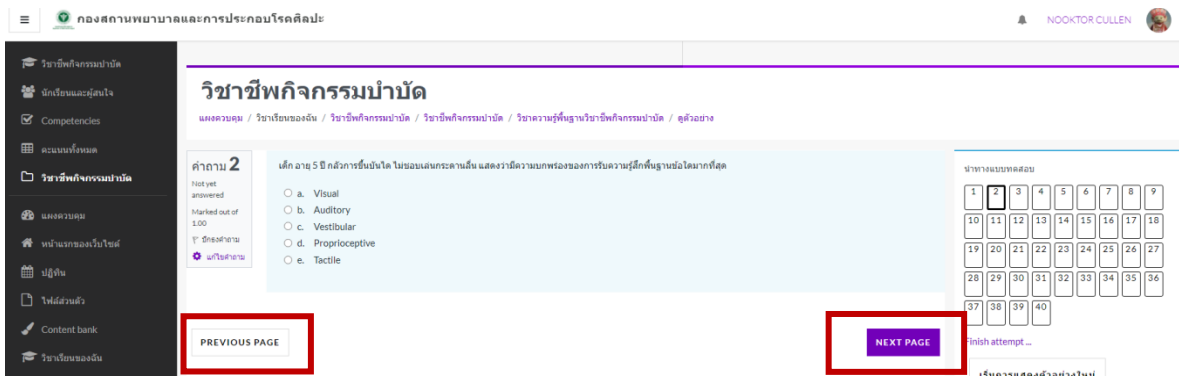 กองสถานพยาบาลและการประกอบโรคศิลปะ
NOOKTOR CULLEN
วิชาชีพกิจกรรมบำบัด
นักเรียนและผู้สนใจ
Competencies
คะแนนทั้งหมด
วิชาชีพกิจกรรมบำบัด
แผงควบคุม
หน้าแรกของเว็บไซต์
ปฏิทิน
ไฟล์ส่วนตัว
Content bank
วิชาเรียนของฉัน
วิชาชีพกิจกรรมบำบัด
แผงควบคุม / วิชาเรียนของฉัน / วิชาชีพกิจกรรมบำบัด / วิชาชีพกิจกรรมบำบัด / วิชาความรู้พื้นฐานวิชาชีพกิจกรรมบำบัด / ดูตัวอย่าง
คำถาม 2
Not yet
answered
Marked out of
1.00
ปักธงคำถาม
แก้ไขคำถาม
เด็ก อายุ 5 ปี กลัวการขึ้นบันใด ไม่ชอบเล่นกระดานลื่น แสดงว่ามีความบกพร่องของการรับความรู้สึกพื้นฐานข้อใดมากที่สุด
a. Visual
b. Auditory
c. Vestibular
d. Proprioceptive
e. Tactile
PREVIOUS PAGE
NEXT PAGE
นำทางแบบทดสอบ
1 2 3 4 5 6 7 8 9
10 11 12 13 14 15 16 17 18
19 20 21 22 23 24 25 26 27
28 29 30 31 32 33 34 35 36
37 38 39 40
Finish attempt ...
เริ่มการแสดงตัวอย่างใหม่